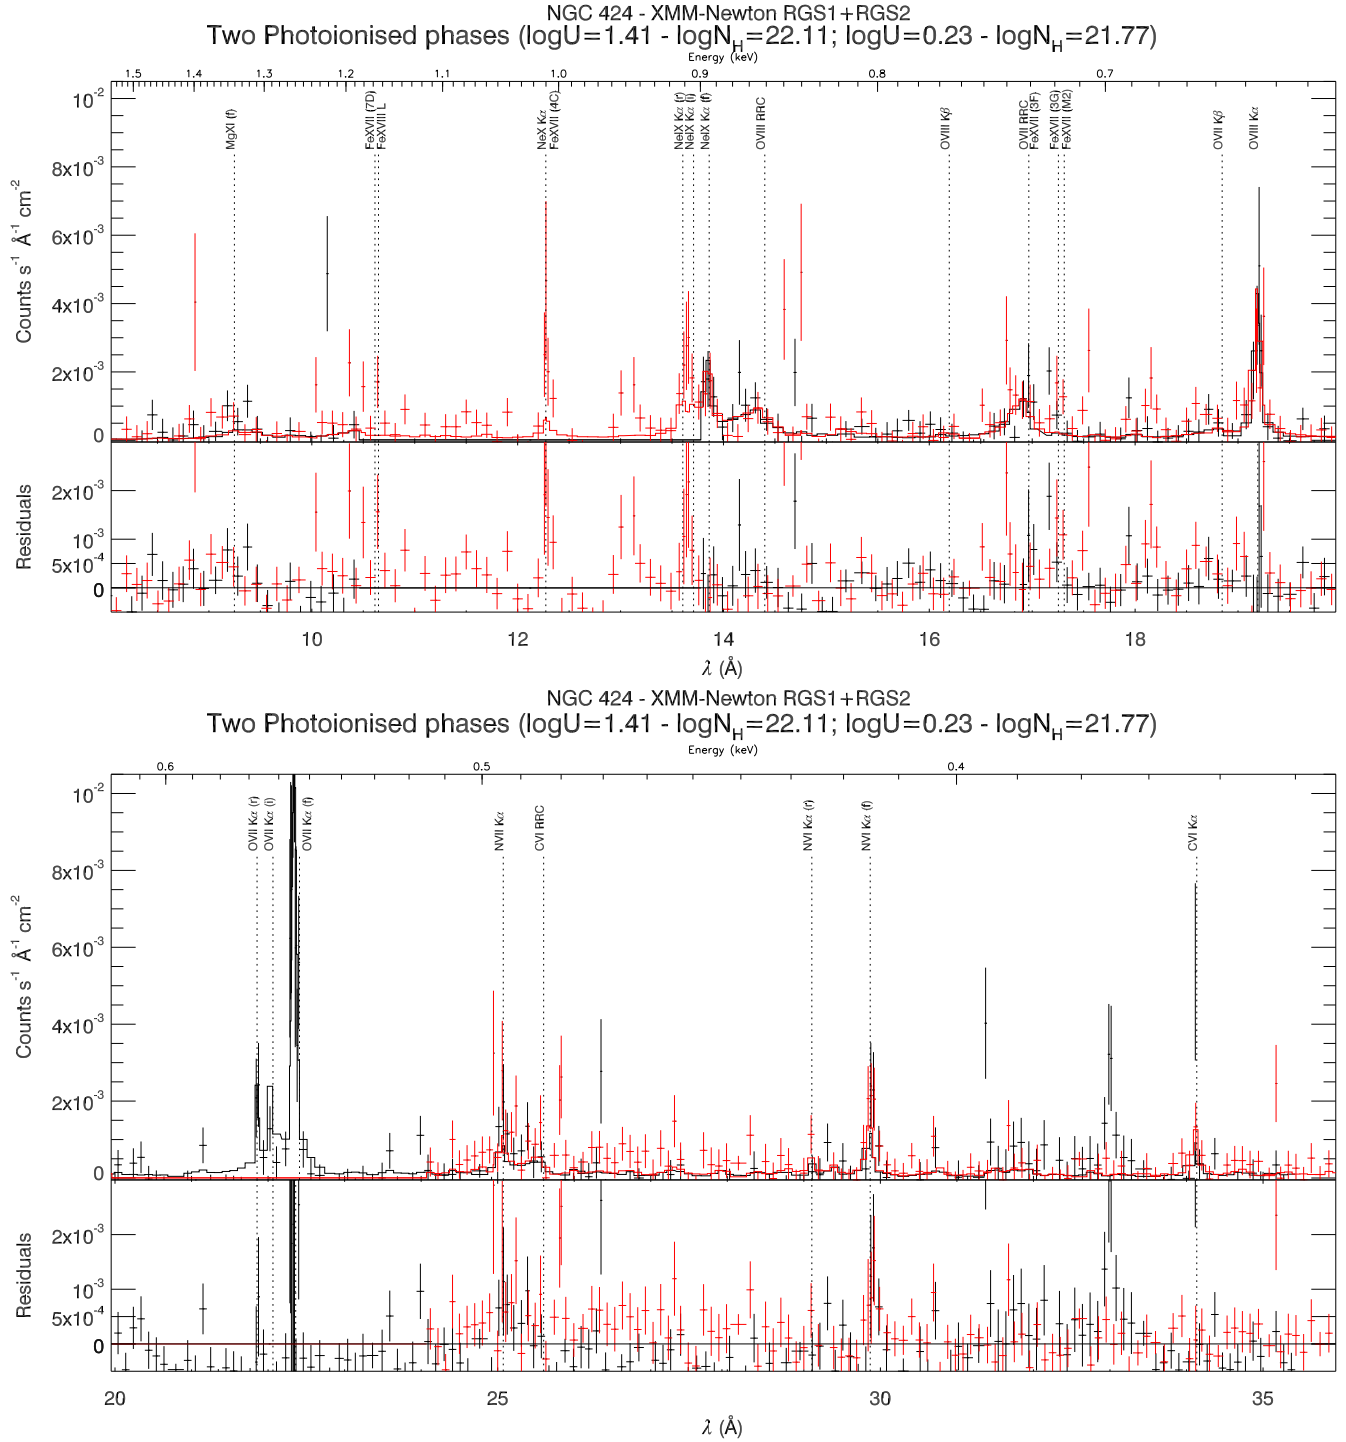 NGC 424 - XMM-Newton RGS1+RGS2
Two Photoionised phases (logU=1.41 - logN_H=22.11; logU=0.23 - logN_H=21.77)
Energy (keV)
1.5 1.4 1.3 1.2 1.1 1.0 0.9 0.8 0.7
MgXI (f)
FeXVII (7D)
FeXVIII L
NeX Kα
FeXVII (4C)
NeIX Kα (r)
NeIX Kα (i)
NeIX Kα (f)
OVIII RRC
OVIII Kβ
OVII RRC
FeXVII (3F)
FeXVII (3G)
FeXVII (M2)
OVII Kβ
OVIII Kα
Counts s⁻¹ Å⁻¹ cm⁻²
10⁻²
8x10⁻³
6x10⁻³
4x10⁻³
2x10⁻³
0
Residuals
2x10⁻³
10⁻³
5x10⁻⁴
0
10 12 14 16 18
λ (Å)
NGC 424 - XMM-Newton RGS1+RGS2
Two Photoionised phases (logU=1.41 - logN_H=22.11; logU=0.23 - logN_H=21.77)
Energy (keV)
0.6 0.5 0.4
OVII Kα (r)
OVII Kα (i)
OVII Kα (f)
NVII Kα
CVI RRC
NVI Kα (r)
NVI Kα (f)
CVI Kα
Counts s⁻¹ Å⁻¹ cm⁻²
10⁻²
8x10⁻³
6x10⁻³
4x10⁻³
2x10⁻³
0
Residuals
2x10⁻³
10⁻³
5x10⁻⁴
0
20 25 30 35
λ (Å)